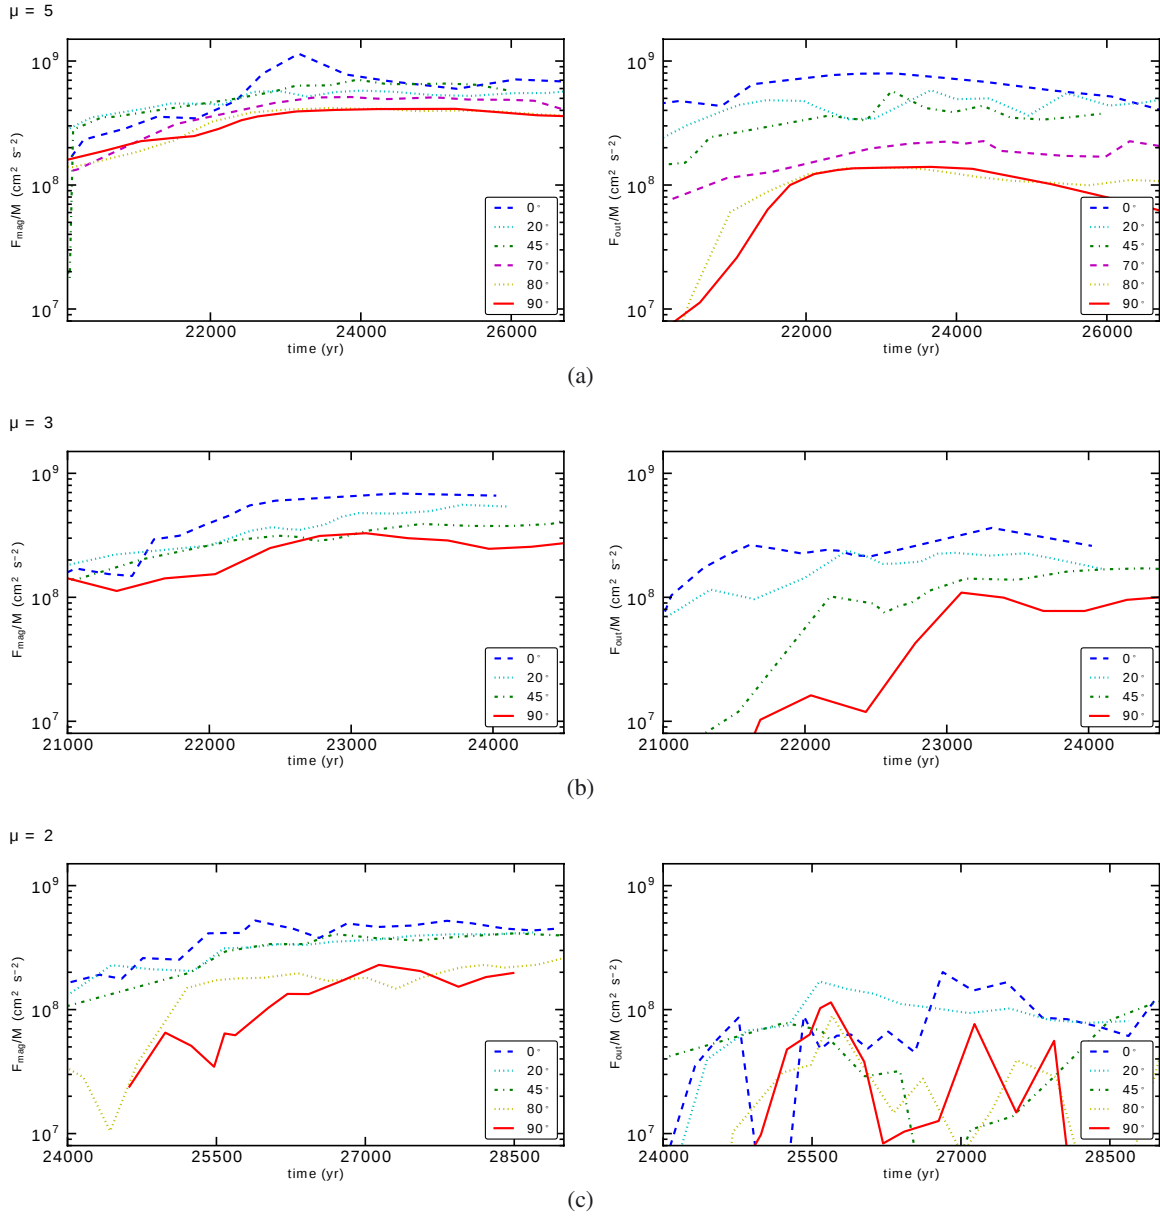 μ = 5
10⁹
10⁸
10⁷
F_mag/M (cm² s⁻²)
22000 24000 26000
time (yr)
0°
20°
45°
70°
80°
90°
10⁹
10⁸
10⁷
F_out/M (cm² s⁻²)
22000 24000 26000
time (yr)
0°
20°
45°
70°
80°
90°
(a)
μ = 3
10⁹
10⁸
10⁷
F_mag/M (cm² s⁻²)
21000 22000 23000 24000
time (yr)
0°
20°
45°
90°
10⁹
10⁸
10⁷
F_out/M (cm² s⁻²)
21000 22000 23000 24000
time (yr)
0°
20°
45°
90°
(b)
μ = 2
10⁹
10⁸
10⁷
F_mag/M (cm² s⁻²)
24000 25500 27000 28500
time (yr)
0°
20°
45°
80°
90°
10⁹
10⁸
10⁷
F_out/M (cm² s⁻²)
24000 25500 27000 28500
time (yr)
0°
20°
45°
80°
90°
(c)